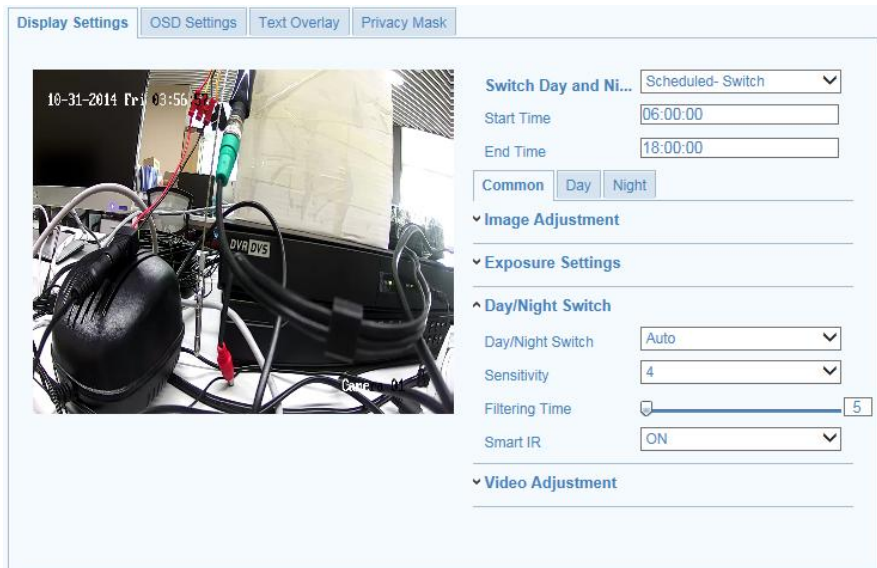 Display Settings OSD Settings Text Overlay Privacy Mask
10-31-2014 Fri 03:56:
DVR DVS
Switch Day and Ni... Scheduled- Switch
Start Time 06:00:00
End Time 18:00:00
Common Day Night
Image Adjustment
Exposure Settings
Day/Night Switch
Day/Night Switch Auto
Sensitivity 4
Filtering Time 5
Smart IR ON
Video Adjustment